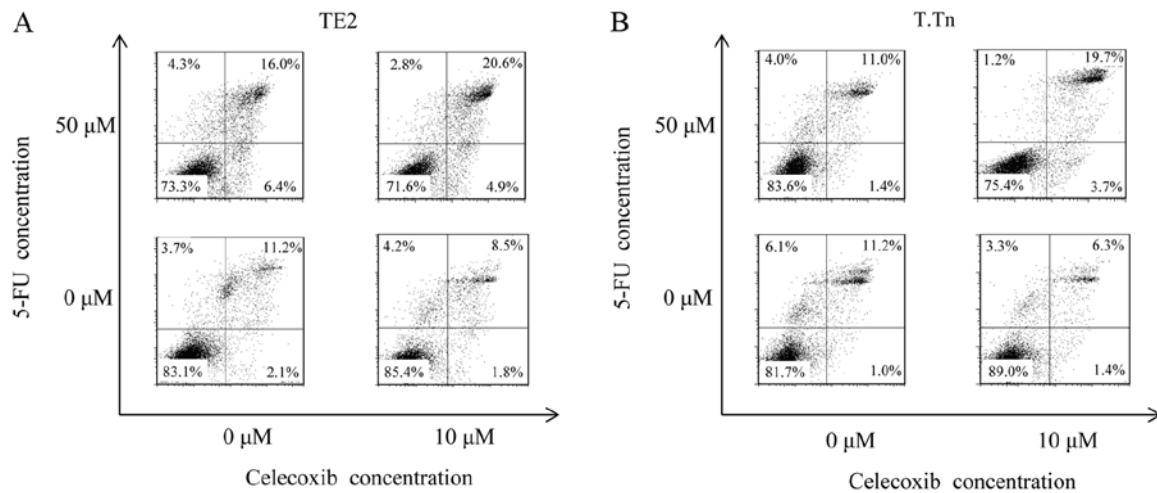 A
TE2
5-FU concentration
50 μM
4.3%
16.0%
73.3%
6.4%
2.8%
20.6%
71.6%
4.9%
0 μM
3.7%
11.2%
83.1%
2.1%
4.2%
8.5%
85.4%
1.8%
0 μM
10 μM
Celecoxib concentration
B
T.Tn
5-FU concentration
50 μM
4.0%
11.0%
83.6%
1.4%
1.2%
19.7%
75.4%
3.7%
0 μM
6.1%
11.2%
81.7%
1.0%
3.3%
6.3%
89.0%
1.4%
0 μM
10 μM
Celecoxib concentration